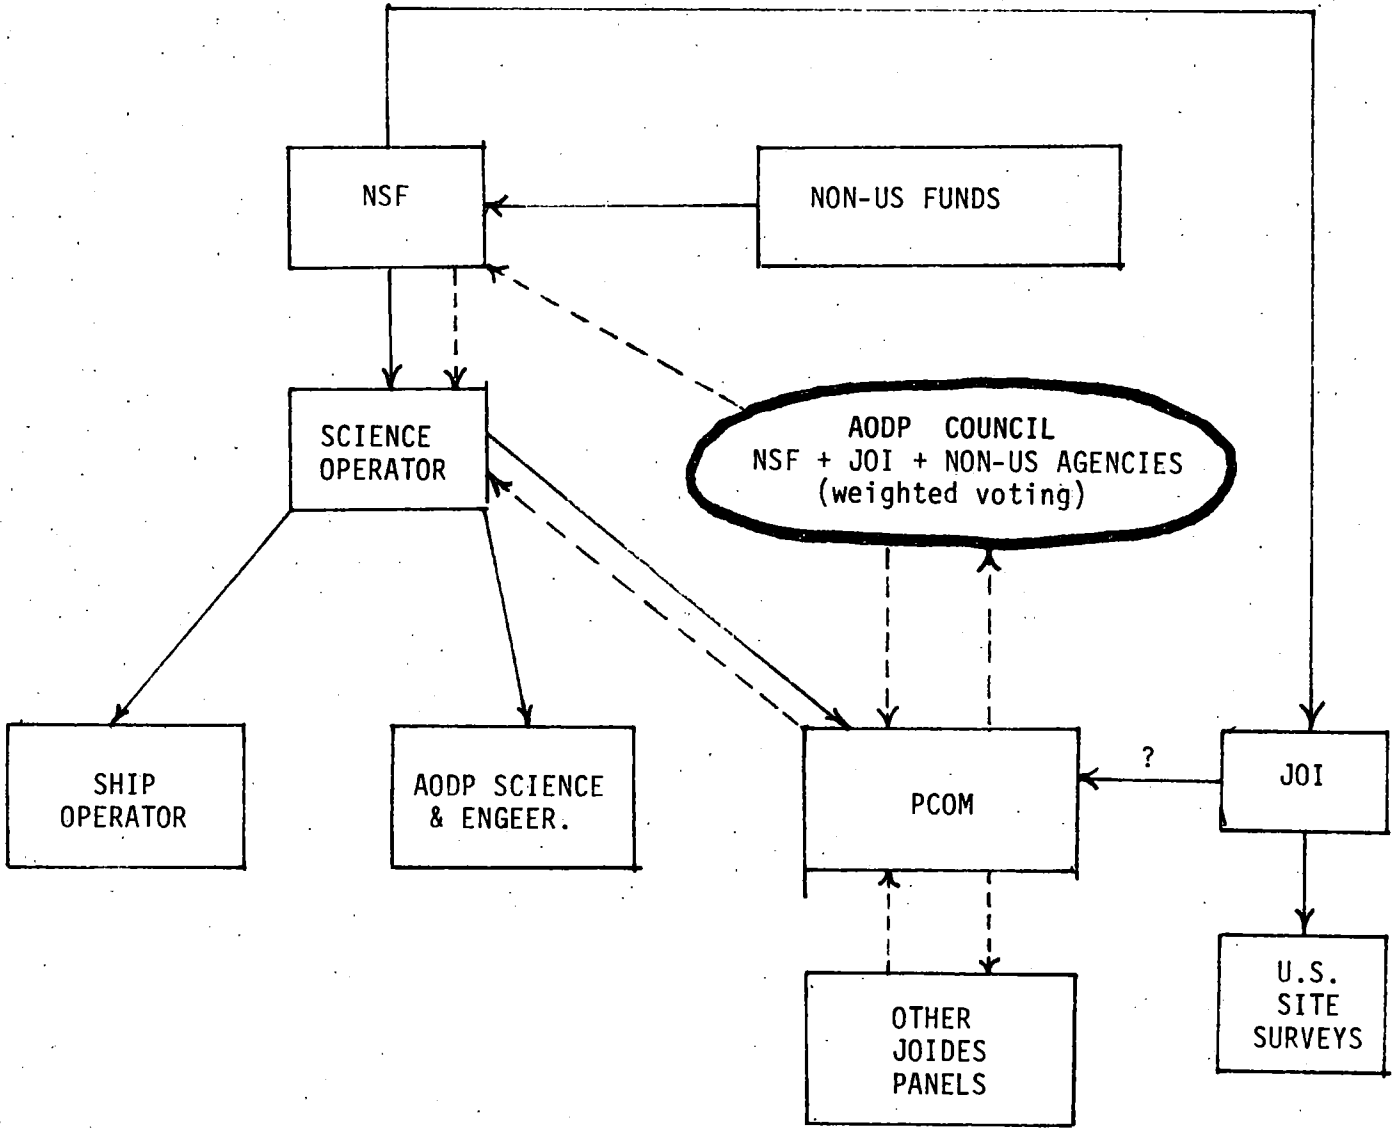 NSF
NON-US FUNDS
SCIENCE
OPERATOR
AODP COUNCIL
NSF + JOI + NON-US AGENCIES
(weighted voting)
SHIP
OPERATOR
AODP SCIENCE
& ENGEER.
PCOM
?
JOI
OTHER
JOIDES
PANELS
U.S.
SITE
SURVEYS